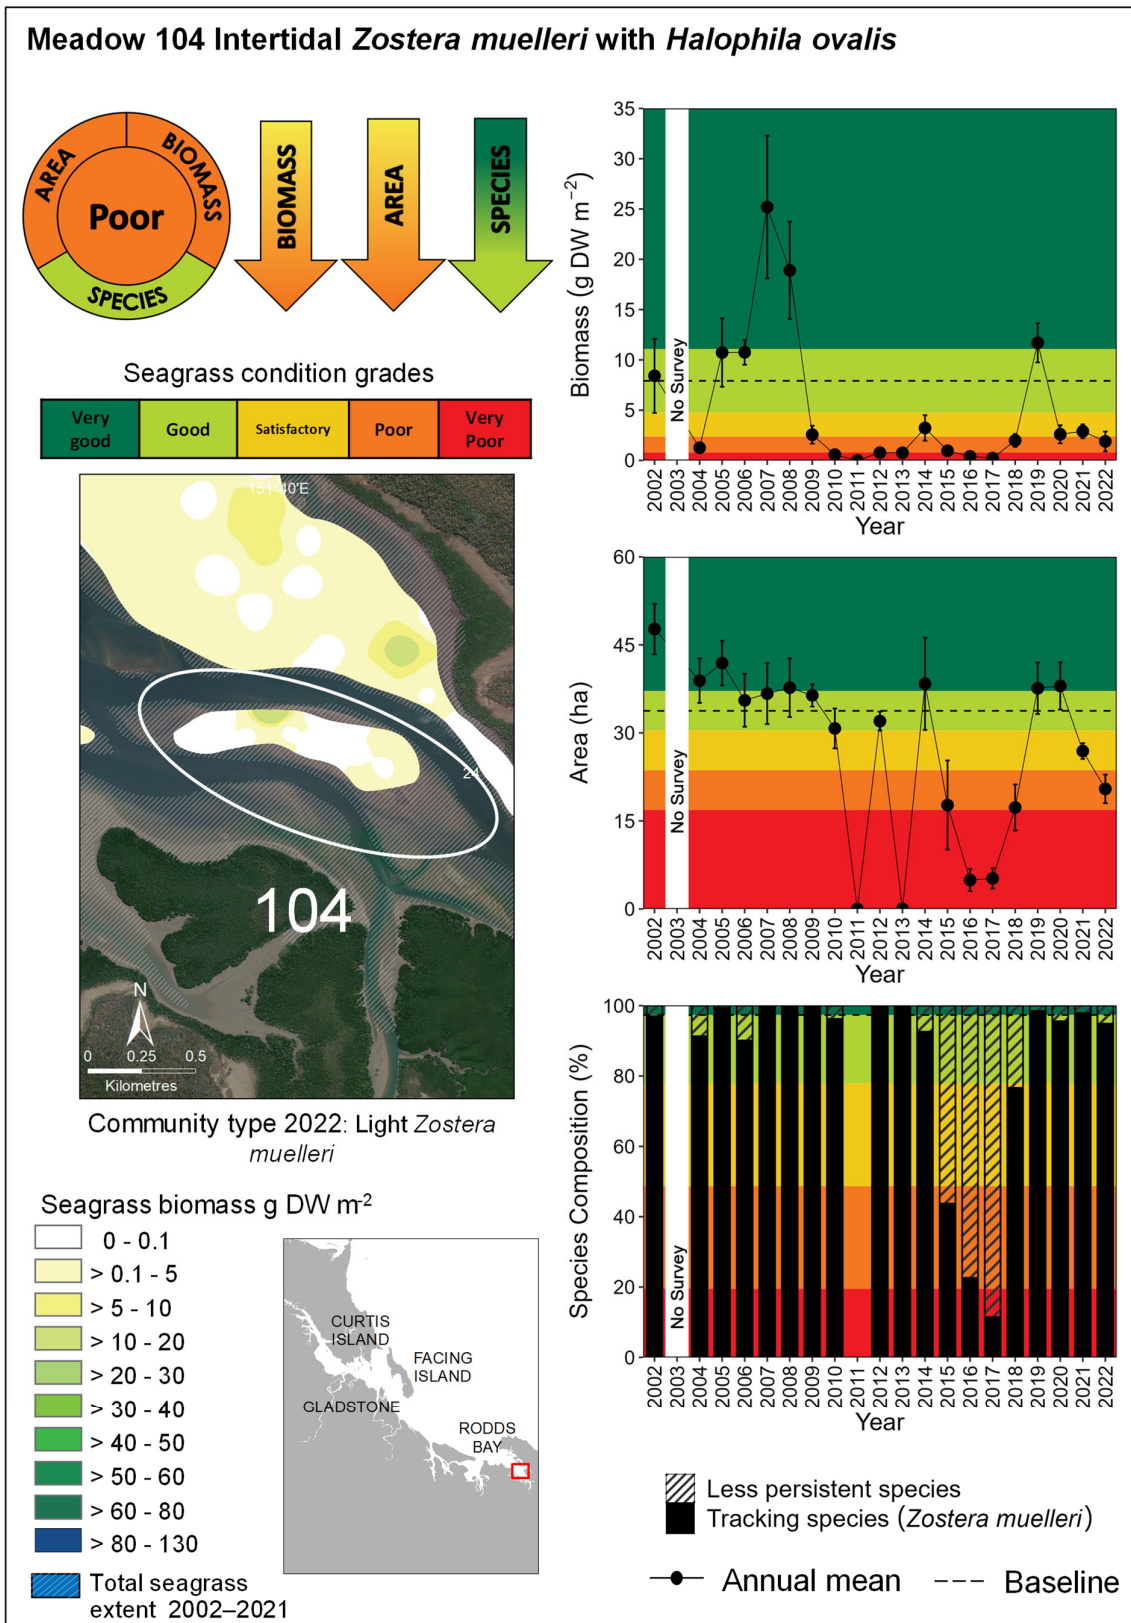 Meadow 104 Intertidal Zostera muelleri with Halophila ovalis
AREA
BIOMASS
Poor
SPECIES
BIOMASS
AREA
SPECIES
Seagrass condition grades
Very good
Good
Satisfactory
Poor
Very Poor
151°40'E
24
104
N
0 0.25 0.5
Kilometres
Community type 2022: Light Zostera
muelleri
Seagrass biomass g DW m-2
0 - 0.1
> 0.1 - 5
> 5 - 10
> 10 - 20
> 20 - 30
> 30 - 40
> 40 - 50
> 50 - 60
> 60 - 80
> 80 - 130
Total seagrass
extent 2002–2021
CURTIS
ISLAND
FACING
ISLAND
GLADSTONE
RODDS
BAY
Biomass (g DW m−2)
35
30
25
20
15
10
5
0
No Survey
2002 2003 2004 2005 2006 2007 2008 2009 2010 2011 2012 2013 2014 2015 2016 2017 2018 2019 2020 2021 2022
Year
Area (ha)
60
45
30
15
0
No Survey
2002 2003 2004 2005 2006 2007 2008 2009 2010 2011 2012 2013 2014 2015 2016 2017 2018 2019 2020 2021 2022
Year
Species Composition (%)
100
80
60
40
20
0
No Survey
2002 2003 2004 2005 2006 2007 2008 2009 2010 2011 2012 2013 2014 2015 2016 2017 2018 2019 2020 2021 2022
Year
Less persistent species
Tracking species (Zostera muelleri)
Annual mean
Baseline